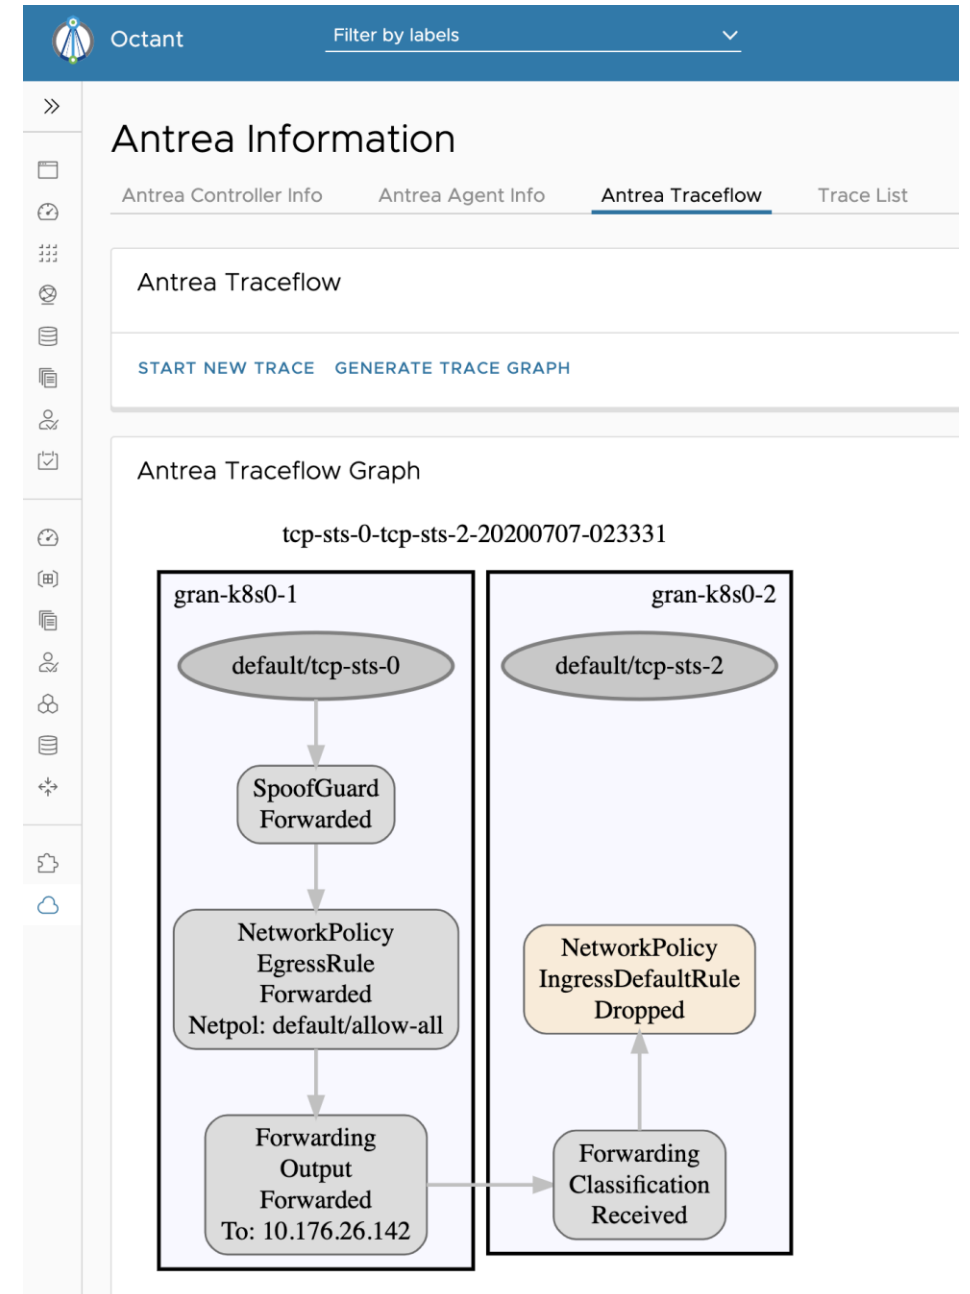 Octant
Filter by labels
Antrea Information
Antrea Controller Info
Antrea Agent Info
Antrea Traceflow
Trace List
Antrea Traceflow
START NEW TRACE
GENERATE TRACE GRAPH
Antrea Traceflow Graph
tcp-sts-0-tcp-sts-2-20200707-023331
gran-k8s0-1
default/tcp-sts-0
SpoofGuard
Forwarded
NetworkPolicy
EgressRule
Forwarded
Netpol: default/allow-all
Forwarding
Output
Forwarded
To: 10.176.26.142
gran-k8s0-2
default/tcp-sts-2
NetworkPolicy
IngressDefaultRule
Dropped
Forwarding
Classification
Received